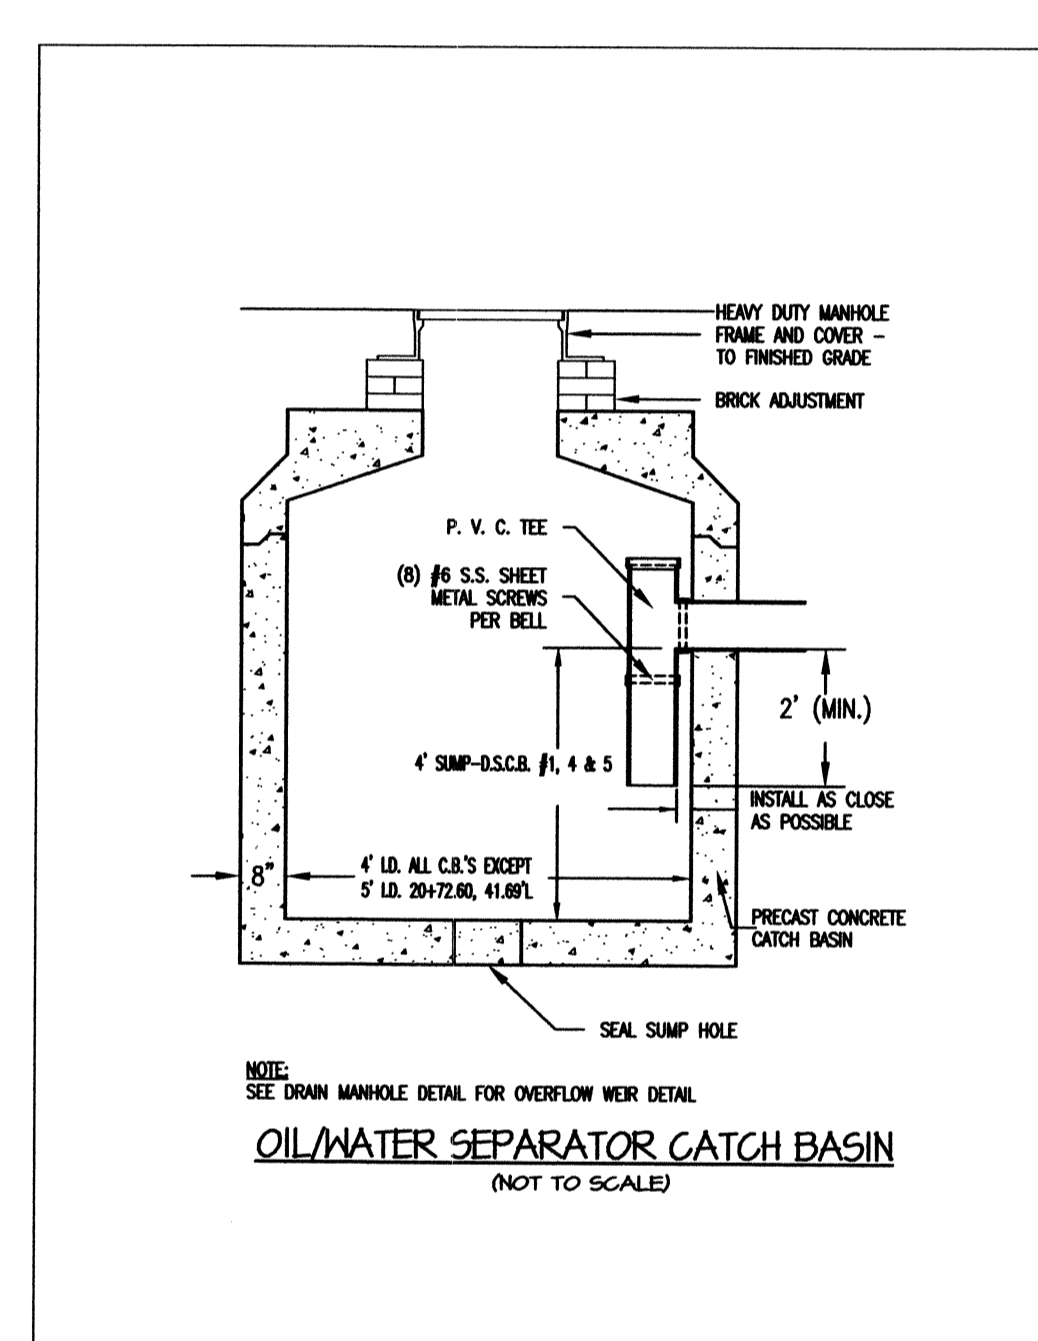 HEAVY DUTY MANHOLE
FRAME AND COVER -
TO FINISHED GRADE
BRICK ADJUSTMENT
P. V. C. TEE
(8) #6 S.S. SHEET
METAL SCREWS
PER BELL
2' (MIN.)
4' SUMP-D.S.C.B. #1, 4 & 5
INSTALL AS CLOSE
AS POSSIBLE
8"
4' I.D. ALL C.B.'S EXCEPT
5' I.D. 20+72.60, 41.69'L
PRECAST CONCRETE
CATCH BASIN
SEAL SUMP HOLE
NOTE:
SEE DRAIN MANHOLE DETAIL FOR OVERFLOW WEIR DETAIL
OIL/WATER SEPARATOR CATCH BASIN
(NOT TO SCALE)